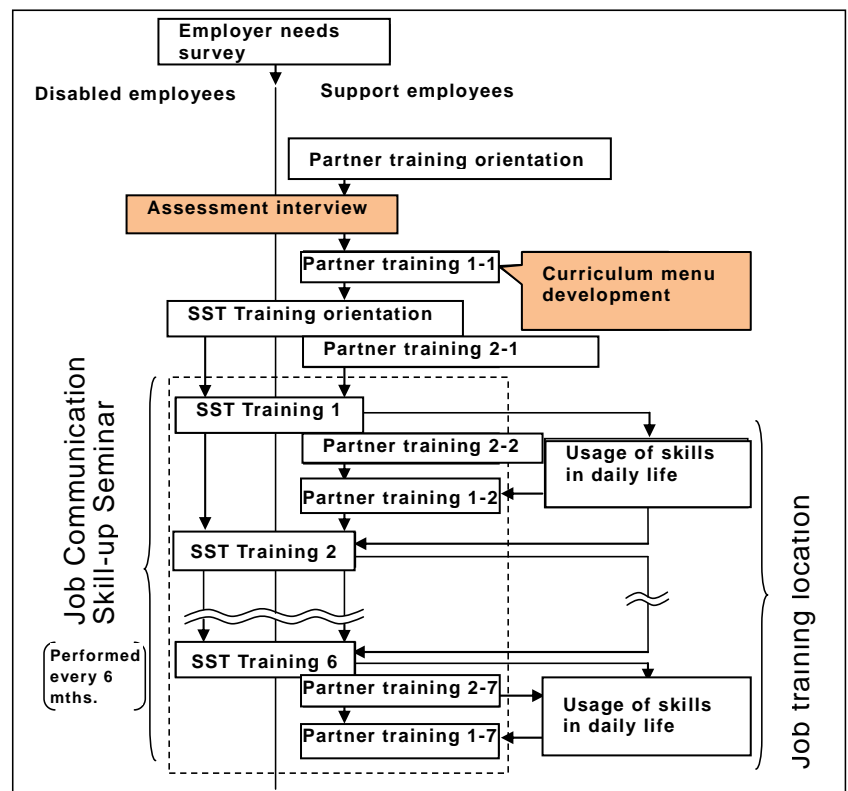 Employer needs
survey
Disabled employees
Support employees
Partner training orientation
Assessment interview
Partner training 1-1
Curriculum menu
development
SST Training orientation
Partner training 2-1
Job Communication
Skill-up Seminar
SST Training 1
Partner training 2-2
Usage of skills
in daily life
Partner training 1-2
SST Training 2
Job training location
SST Training 6
(Performed
every 6
mths.)
Partner training 2-7
Usage of skills
in daily life
Partner training 1-7